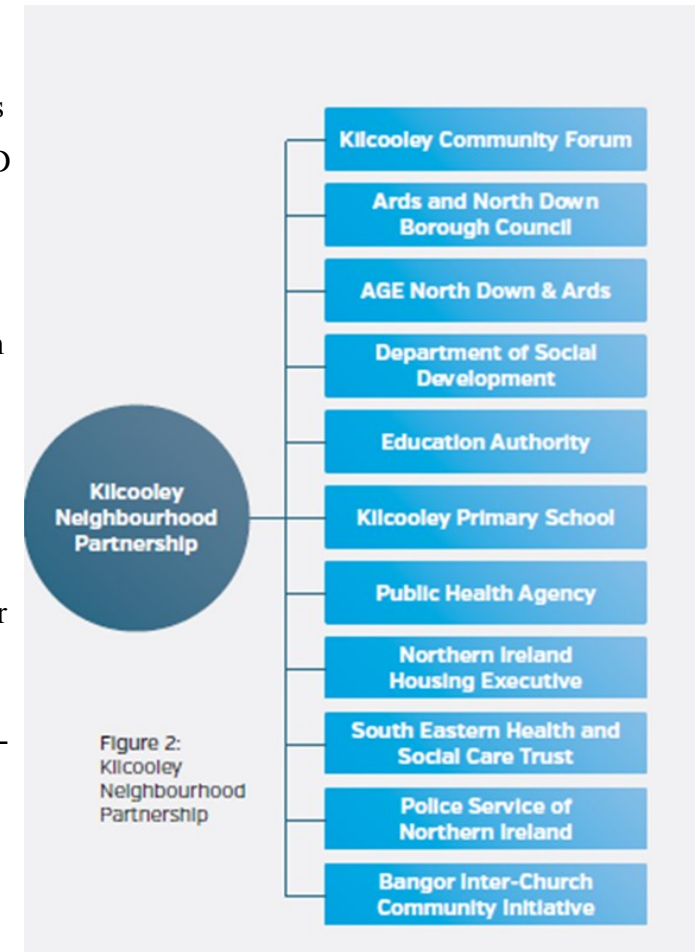 Kilcooley Community Forum
Ards and North Down
Borough Council
AGE North Down & Ards
Department of Social
Development
Education Authority
Kilcooley
Neighbourhood
Partnership
Kilcooley Primary School
Public Health Agency
Northern Ireland
Housing Executive
South Eastern Health and
Social Care Trust
Police Service of
Northern Ireland
Bangor Inter-Church
Community Initiative
Figure 2:
Kilcooley
Neighbourhood
Partnership